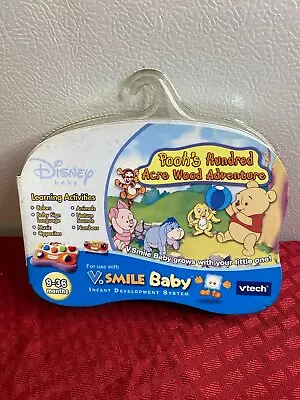 Disney
baby
Learning Activities
• Colors
• Baby Sign Language
• Music
• Opposites
• Animals
• Nature Sounds
• Numbers
Pooh's Hundred
Acre Wood Adventure
V.Smile Baby grows with your little one!
9-36
months
For use with
V.SMILE Baby
INFANT DEVELOPMENT SYSTEM
vtech